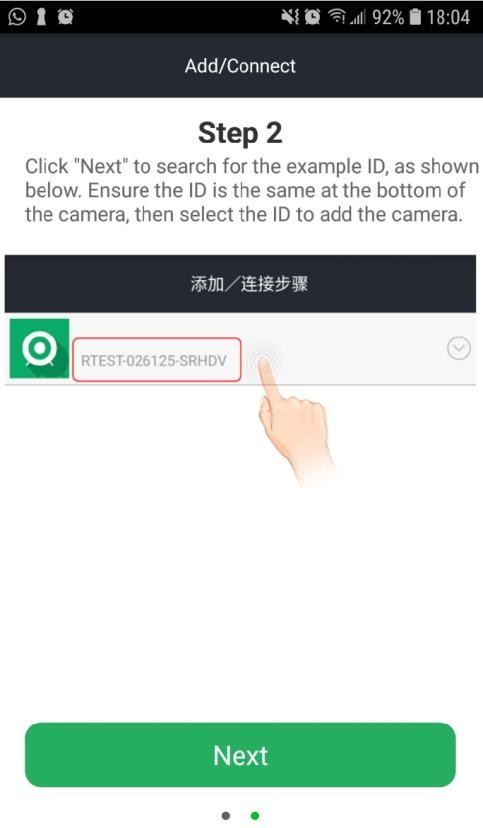 92% 18:04
Add/Connect
Step 2
Click "Next" to search for the example ID, as shown
below. Ensure the ID is the same at the bottom of
the camera, then select the ID to add the camera.
添加／连接步骤
RTEST-026125-SRHDV
Next